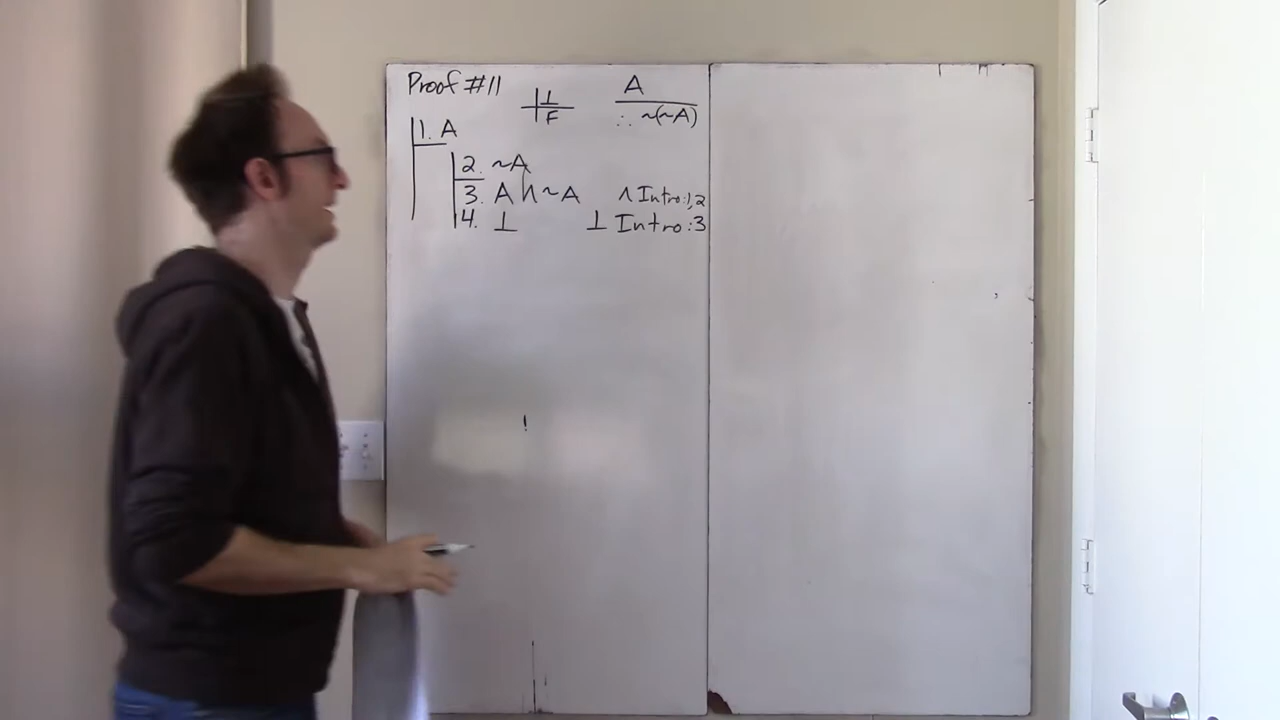 Proof #11
⊥
F
A
∴ ~(~A)
1. A
2. ~A
3. A ∧ ~A ∧ Intro:1,2
4. ⊥ ⊥ Intro:3